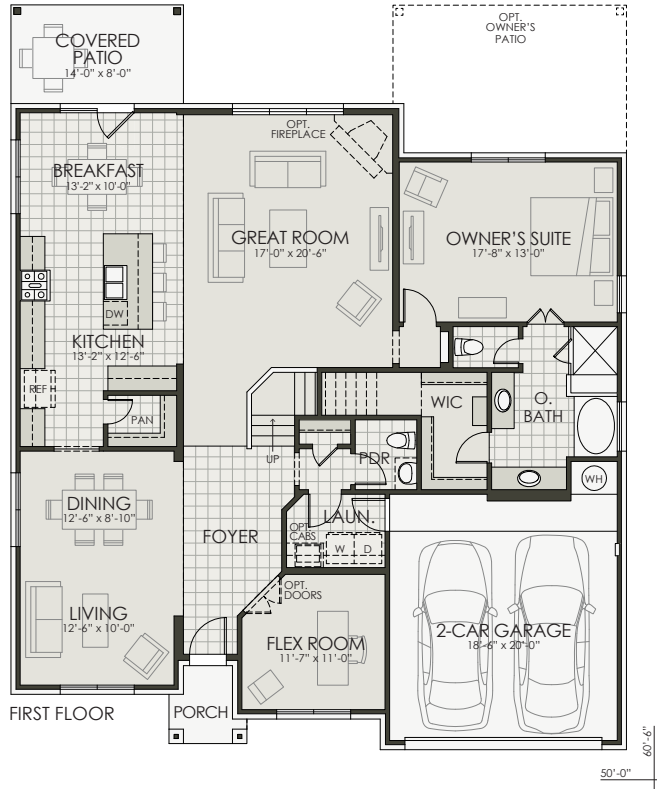 COVERED
PATIO
14'-0" x 8'-0"
OPT.
OWNER'S
PATIO
OPT.
FIREPLACE
BREAKFAST
13'-2" x 10'-0"
GREAT ROOM
17'-0" x 20'-6"
OWNER'S SUITE
17'-8" x 13'-0"
DW
KITCHEN
13'-2" x 12'-6"
REF
PAN
WIC
O.
BATH
UP
PDR
WH
DINING
12'-6" x 8'-10"
FOYER
LAUN.
OPT.
CABS
W
D
OPT.
DOORS
LIVING
12'-6" x 10'-0"
FLEX ROOM
11'-7" x 11'-0"
2-CAR GARAGE
18'-6" x 20'-0"
FIRST FLOOR
PORCH
60'-6"
50'-0"